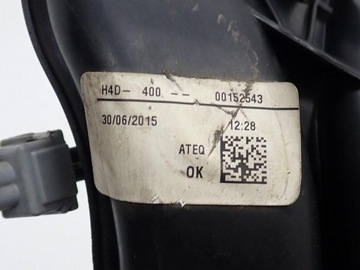 H4D- 400 -- 00152543
30/06/2015 12:28
ATEQ
OK